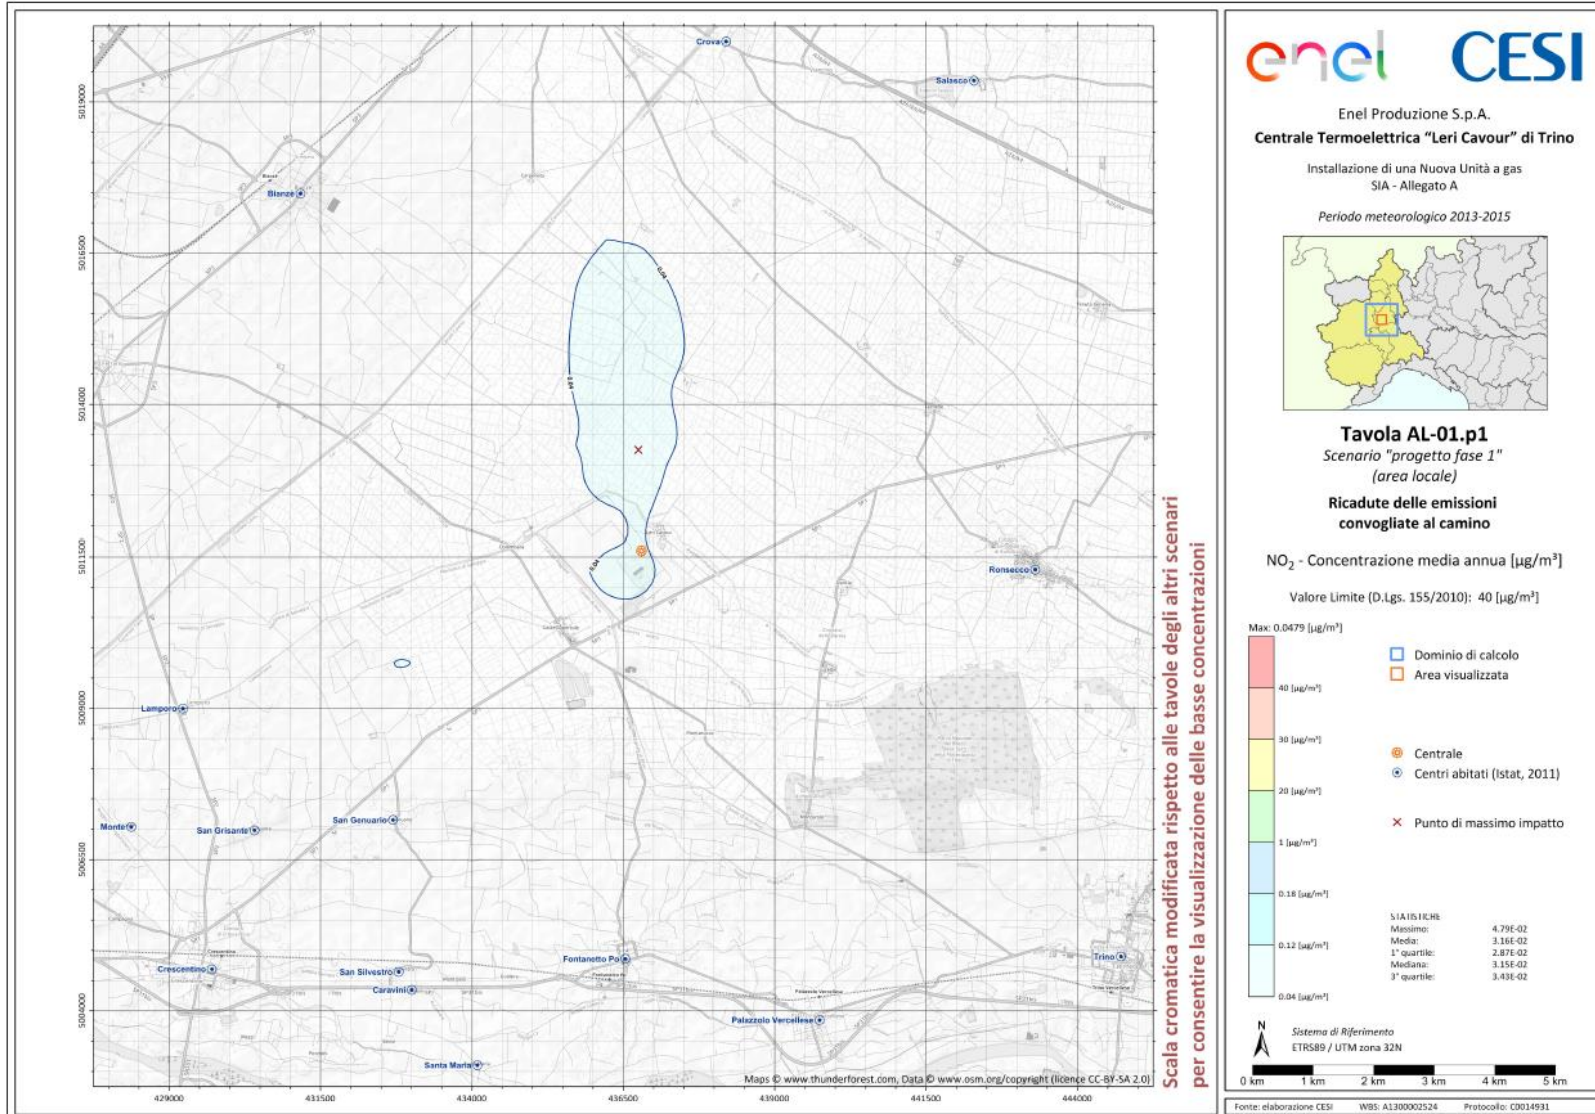 Crova
Salasco
Bianzè
Bianzè
Ronsecco
Lamporo
Monte
San Grisante
San Genuario
Crescentino
San Silvestro
Caravini
Fontanetto Po
Palazzolo Vercellese
Santa Maria
Trino
0,04
0,04
0,04
5019000
5016500
5014000
5011500
5009000
5006500
5004000
429000
431500
434000
436500
439000
441500
444000
Maps © www.thunderforest.com, Data © www.osm.org/copyright (licence CC-BY-SA 2.0)
Scala cromatica modificata rispetto alle tavole degli altri scenari
per consentire la visualizzazione delle basse concentrazioni
enel CESI
Enel Produzione S.p.A.
Centrale Termoelettrica “Leri Cavour” di Trino
Installazione di una Nuova Unità a gas
SIA - Allegato A
Periodo meteorologico 2013-2015
Tavola AL-01.p1
Scenario "progetto fase 1"
(area locale)
Ricadute delle emissioni
convogliate al camino
NO2 - Concentrazione media annua [µg/m³]
Valore Limite (D.Lgs. 155/2010): 40 [µg/m³]
Max: 0.0479 [µg/m³]
40 [µg/m³]
30 [µg/m³]
20 [µg/m³]
1 [µg/m³]
0.18 [µg/m³]
0.12 [µg/m³]
0.04 [µg/m³]
Dominio di calcolo
Area visualizzata
Centrale
Centri abitati (Istat, 2011)
Punto di massimo impatto
STATISTICHE
Massimo: 4.79E-02
Media: 3.16E-02
1° quartile: 2.87E-02
Mediana: 3.15E-02
3° quartile: 3.43E-02
N
Sistema di Riferimento
ETRS89 / UTM zona 32N
0 km 1 km 2 km 3 km 4 km 5 km
Fonte: elaborazione CESI WBS: A1300002524 Protocollo: C0014931